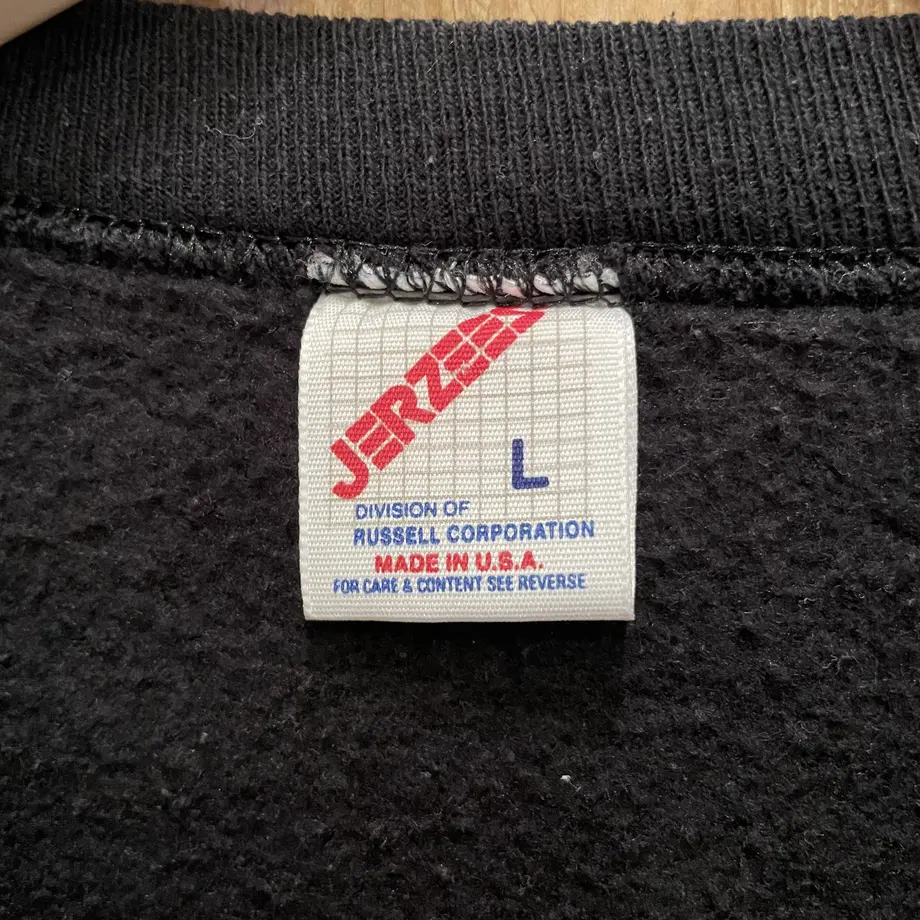 JERZEES
L
DIVISION OF
RUSSELL CORPORATION
MADE IN U.S.A.
FOR CARE & CONTENT SEE REVERSE